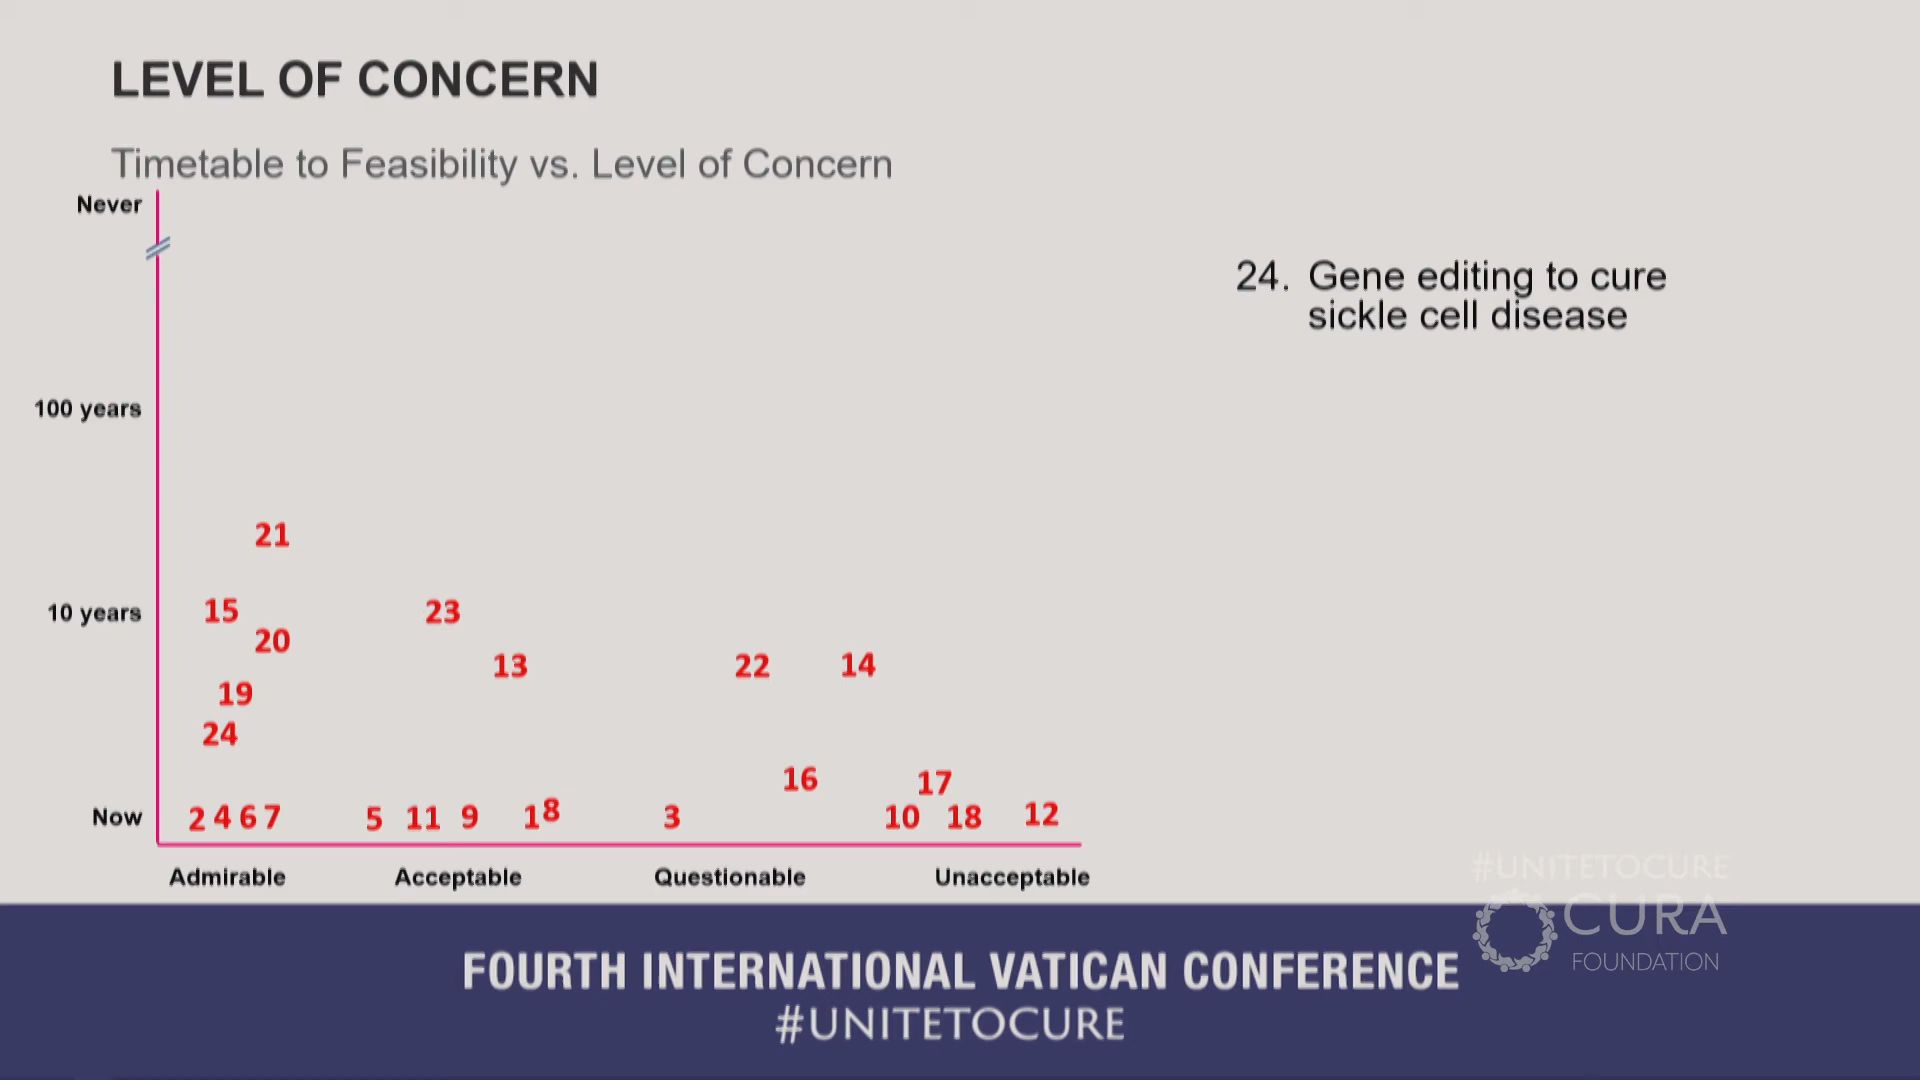 LEVEL OF CONCERN
Timetable to Feasibility vs. Level of Concern
Never
24. Gene editing to cure
sickle cell disease
100 years
21
10 years
15
23
20
13
22
14
19
24
16
17
Now
2 4 6 7
5
11
9
1
8
3
10
18
12
Admirable
Acceptable
Questionable
Unacceptable
#UNITETOCURE
CURA
FOUNDATION
FOURTH INTERNATIONAL VATICAN CONFERENCE
#UNITETOCURE